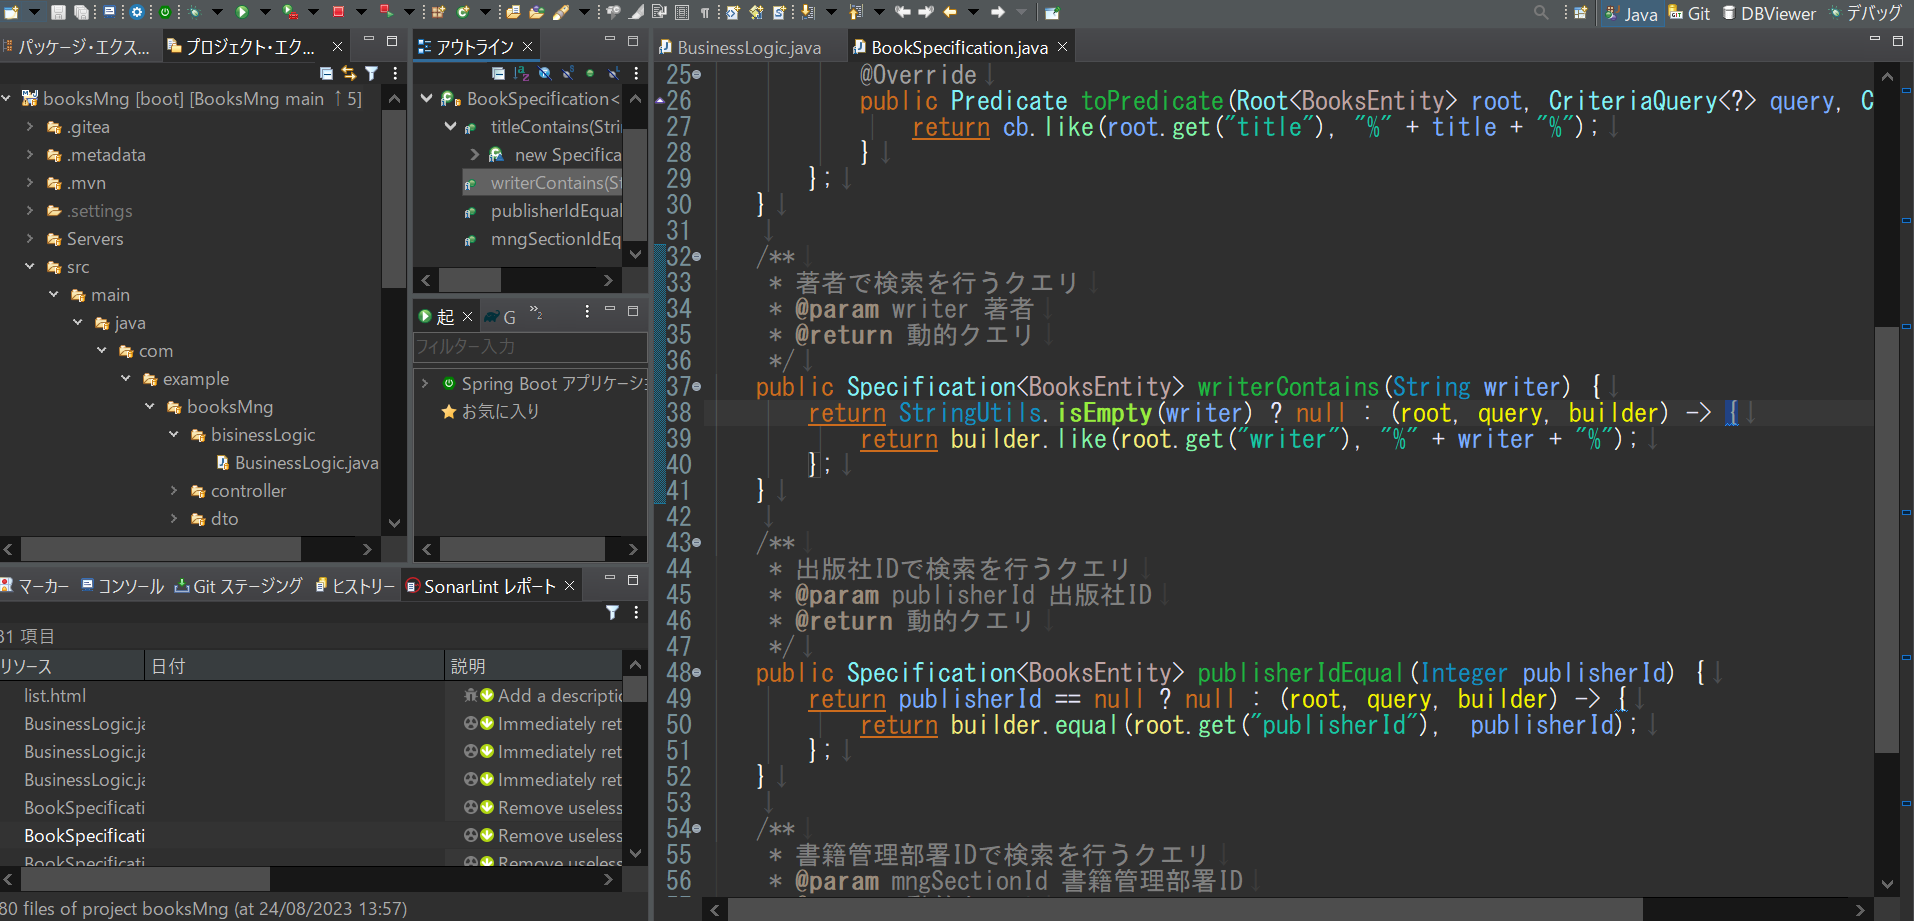 Java
Git
DBViewer
デバッグ
パッケージ・エクス...
プロジェクト・エク...
booksMng [boot] [BooksMng main ↑5]
.gitea
.metadata
.mvn
.settings
Servers
src
main
java
com
example
booksMng
bisinessLogic
BusinessLogic.java
controller
dto
アウトライン
BookSpecification<
titleContains(Stri
new Specifica
writerContains(St
publisherIdEqual
mngSectionIdEq
起
G
»2
フィルター入力
Spring Boot アプリケーショ
お気に入り
マーカー
コンソール
Git ステージング
ヒストリー
SonarLint レポート
31 項目
リソース 日付 説明
list.html Add a descriptic
BusinessLogic.ja Immediately ret
BusinessLogic.ja Immediately ret
BusinessLogic.ja Immediately ret
BookSpecificati Remove useless
BookSpecificati Remove useless
BookSpecificati Remove useless
80 files of project booksMng (at 24/08/2023 13:57)
BusinessLogic.java
BookSpecification.java
25 @Override↓
26 public Predicate toPredicate(Root<BooksEntity> root, CriteriaQuery<?> query, C
27 return cb.like(root.get("title"), "%" + title + "%");↓
28 }↓
29 };↓
30 }↓
31 ↓
32 /**↓
33 * 著者で検索を行うクエリ↓
34 * @param writer 著者↓
35 * @return 動的クエリ↓
36 */↓
37 public Specification<BooksEntity> writerContains(String writer) {↓
38 return StringUtils.isEmpty(writer) ? null : (root, query, builder) -> {↓
39 return builder.like(root.get("writer"), "%" + writer + "%");↓
40 };↓
41 }↓
42 ↓
43 /**↓
44 * 出版社IDで検索を行うクエリ↓
45 * @param publisherId 出版社ID↓
46 * @return 動的クエリ↓
47 */↓
48 public Specification<BooksEntity> publisherIdEqual(Integer publisherId) {↓
49 return publisherId == null ? null : (root, query, builder) -> {↓
50 return builder.equal(root.get("publisherId"),  publisherId);↓
51 };↓
52 }↓
53 ↓
54 /**↓
55 * 書籍管理部署IDで検索を行うクエリ↓
56 * @param mngSectionId 書籍管理部署ID↓